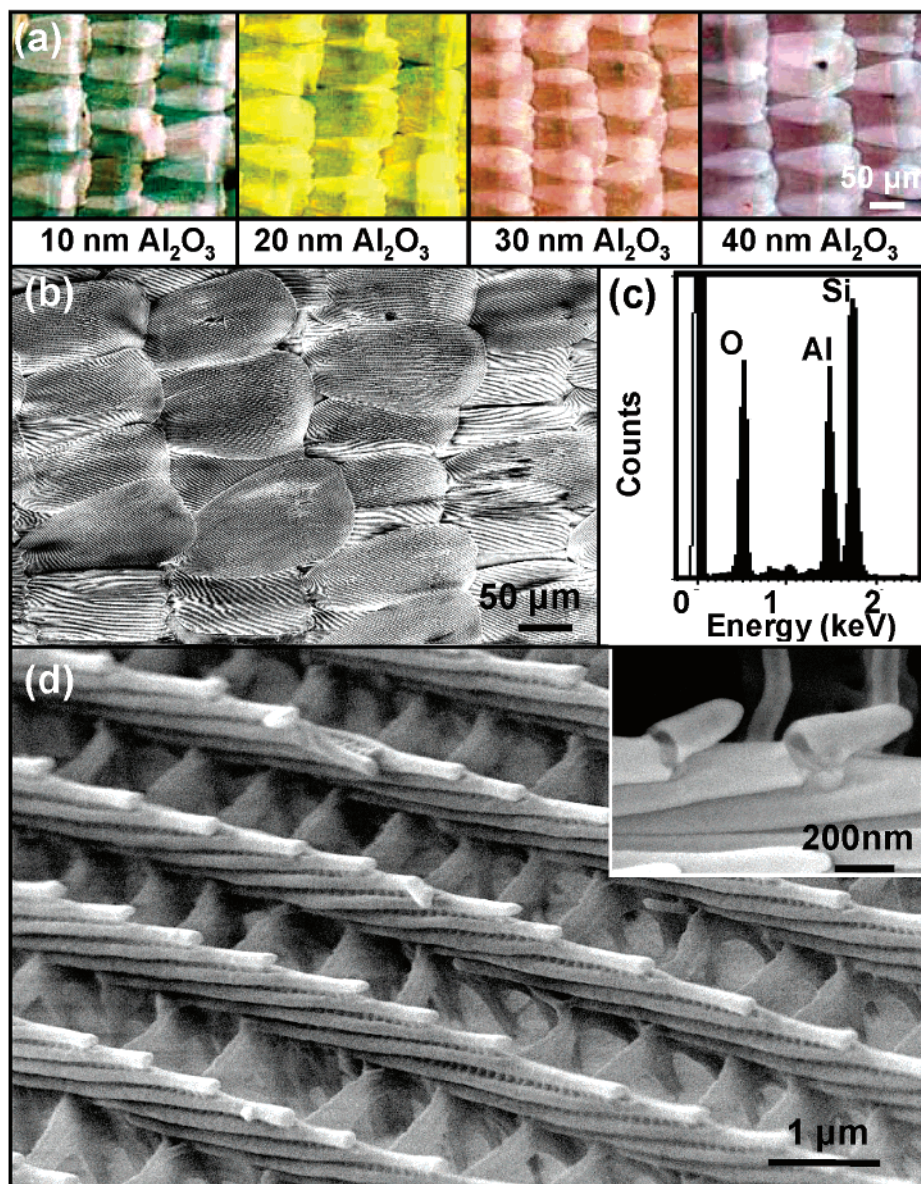 (a)
50 µm
10 nm Al₂O₃
20 nm Al₂O₃
30 nm Al₂O₃
40 nm Al₂O₃
(b)
50 µm
(c)
Si
O
Al
Counts
0 1 2
Energy (keV)
(d)
200nm
1 µm